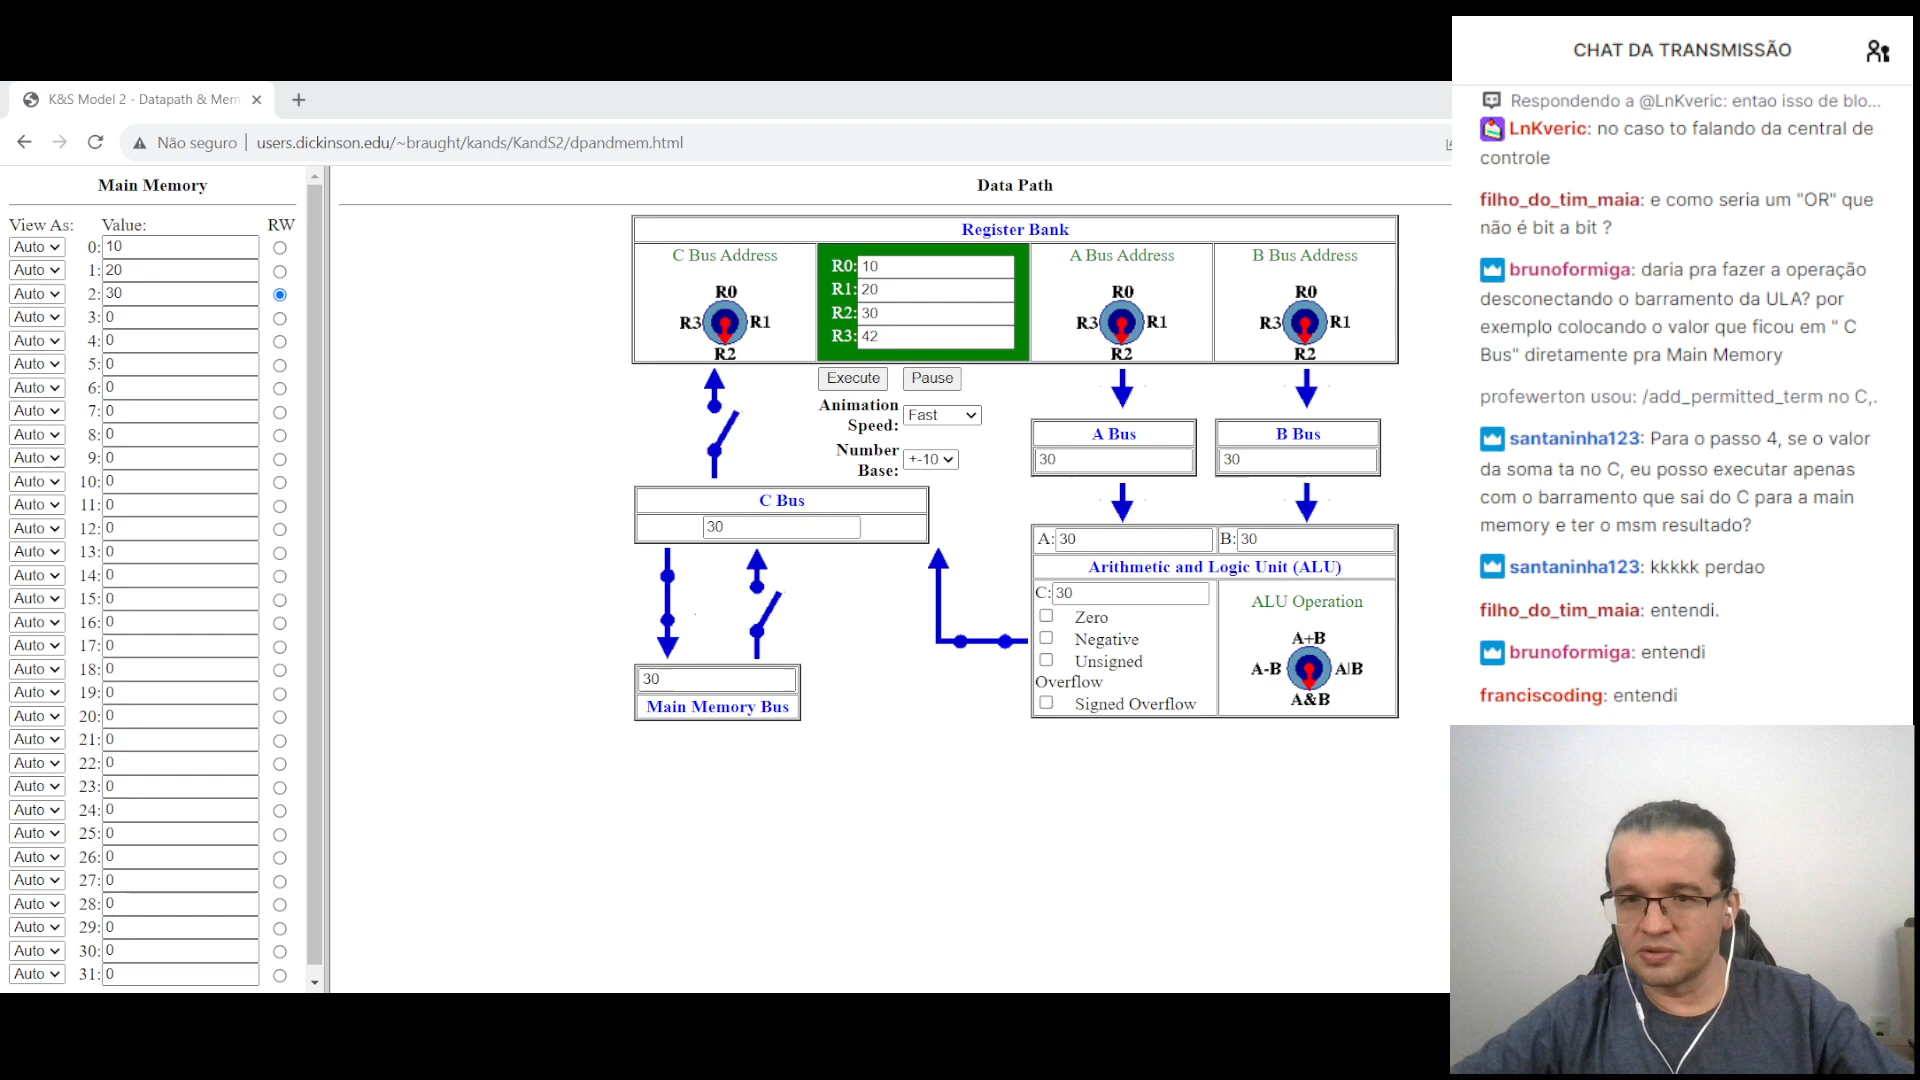 K&S Model 2 - Datapath & Mem
Não seguro
users.dickinson.edu/~braught/kands/KandS2/dpandmem.html
Main Memory
View As: Value: RW
Auto 0: 10
Auto 1: 20
Auto 2: 30
Auto 3: 0
Auto 4: 0
Auto 5: 0
Auto 6: 0
Auto 7: 0
Auto 8: 0
Auto 9: 0
Auto 10: 0
Auto 11: 0
Auto 12: 0
Auto 13: 0
Auto 14: 0
Auto 15: 0
Auto 16: 0
Auto 17: 0
Auto 18: 0
Auto 19: 0
Auto 20: 0
Auto 21: 0
Auto 22: 0
Auto 23: 0
Auto 24: 0
Auto 25: 0
Auto 26: 0
Auto 27: 0
Auto 28: 0
Auto 29: 0
Auto 30: 0
Auto 31: 0
Data Path
Register Bank
C Bus Address
R0
R3 R1
R2
R0: 10
R1: 20
R2: 30
R3: 42
A Bus Address
R0
R3 R1
R2
B Bus Address
R0
R3 R1
R2
Execute Pause
Animation
Speed: Fast
Number
Base: +-10
A Bus
30
B Bus
30
C Bus
30
A: 30 B: 30
Arithmetic and Logic Unit (ALU)
C: 30
Zero
Negative
Unsigned
Overflow
Signed Overflow
ALU Operation
A+B
A-B A|B
A&B
30
Main Memory Bus
CHAT DA TRANSMISSÃO
Respondendo a @LnKveric: entao isso de blo...
LnKveric: no caso to falando da central de
controle
filho_do_tim_maia: e como seria um "OR" que
não é bit a bit ?
brunoformiga: daria pra fazer a operação
desconectando o barramento da ULA? por
exemplo colocando o valor que ficou em " C
Bus" diretamente pra Main Memory
profewerton usou: /add_permitted_term no C,.
santaninha123: Para o passo 4, se o valor
da soma ta no C, eu posso executar apenas
com o barramento que sai do C para a main
memory e ter o msm resultado?
santaninha123: kkkkk perdao
filho_do_tim_maia: entendi.
brunoformiga: entendi
franciscoding: entendi